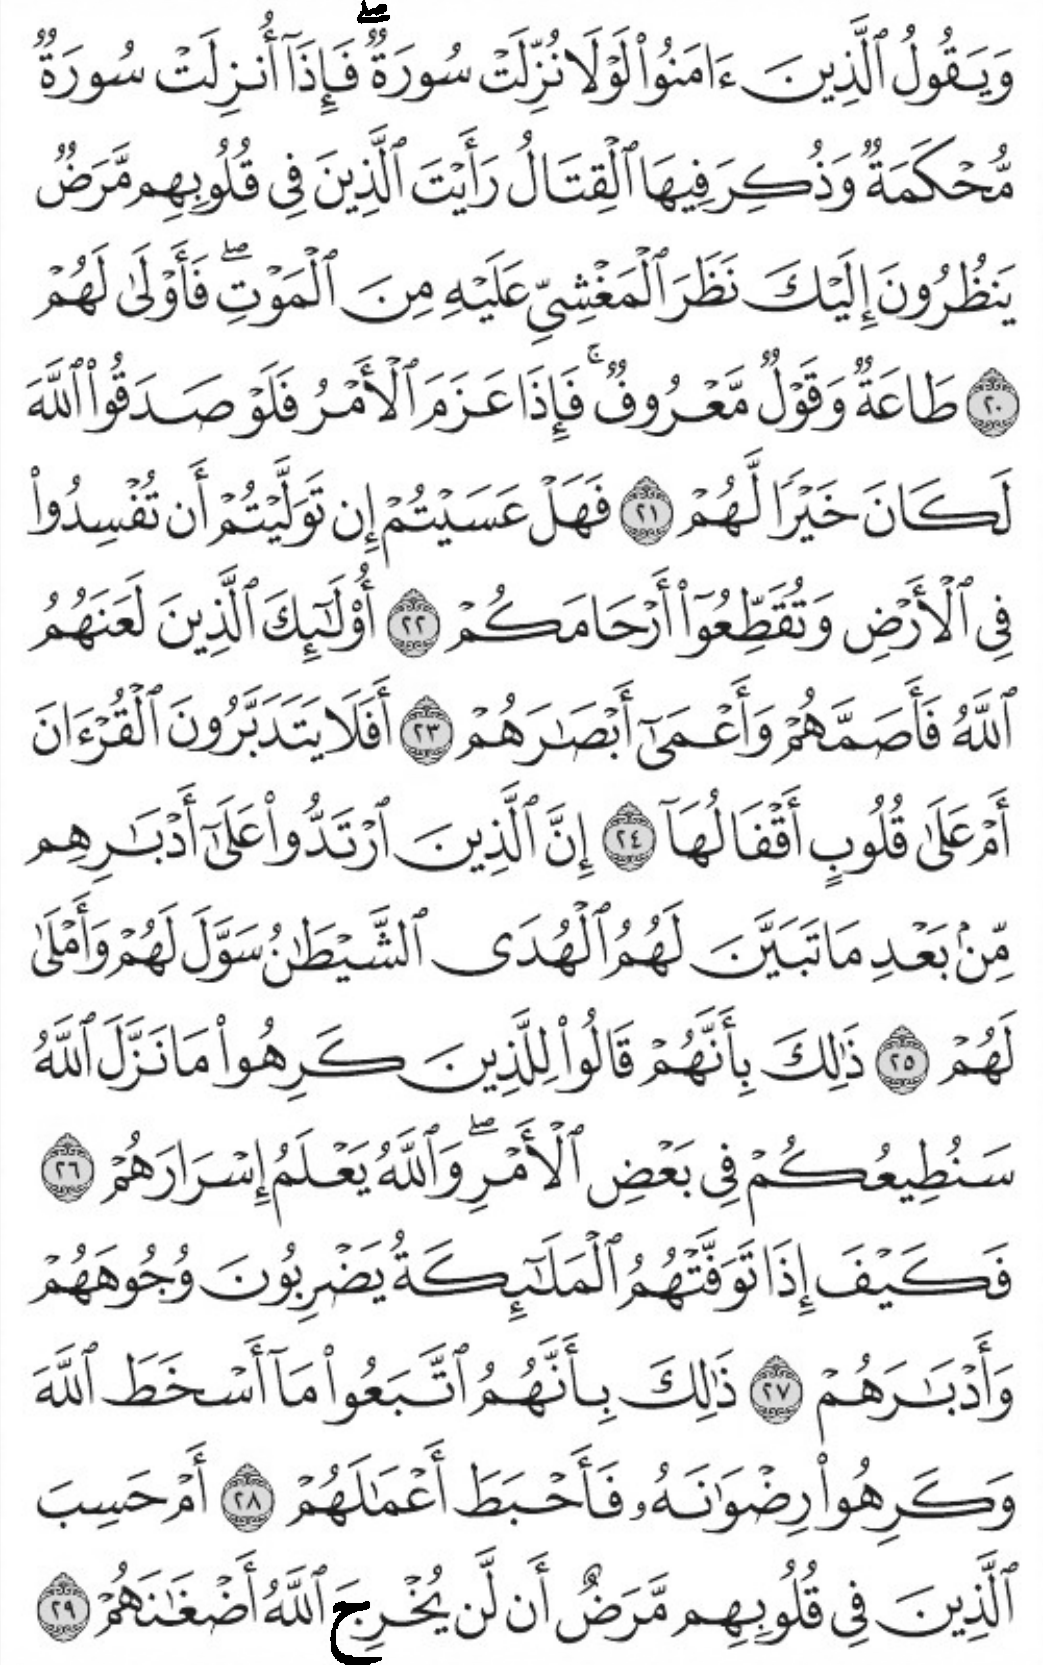 وَيَقُولُ ٱلَّذِينَ ءَامَنُوا۟ لَوْلَا نُزِّلَتْ سُورَةٌۖ فَإِذَآ أُنزِلَتْ سُورَةٌ
مُّحْكَمَةٌ وَذُكِرَ فِيهَا ٱلْقِتَالُ رَأَيْتَ ٱلَّذِينَ فِى قُلُوبِهِم مَّرَضٌ
يَنظُرُونَ إِلَيْكَ نَظَرَ ٱلْمَغْشِىِّ عَلَيْهِ مِنَ ٱلْمَوْتِۖ فَأَوْلَىٰ لَهُمْ
٢٠ طَاعَةٌ وَقَوْلٌ مَّعْرُوفٌۚ فَإِذَا عَزَمَ ٱلْأَمْرُ فَلَوْ صَدَقُوا۟ ٱللَّهَ
لَكَانَ خَيْرًا لَّهُمْ ٢١ فَهَلْ عَسَيْتُمْ إِن تَوَلَّيْتُمْ أَن تُفْسِدُوا۟
فِى ٱلْأَرْضِ وَتُقَطِّعُوٓا۟ أَرْحَامَكُمْ ٢٢ أُو۟لَٰٓئِكَ ٱلَّذِينَ لَعَنَهُمُ
ٱللَّهُ فَأَصَمَّهُمْ وَأَعْمَىٰٓ أَبْصَٰرَهُمْ ٢٣ أَفَلَا يَتَدَبَّرُونَ ٱلْقُرْءَانَ
أَمْ عَلَىٰ قُلُوبٍ أَقْفَالُهَآ ٢٤ إِنَّ ٱلَّذِينَ ٱرْتَدُّوا۟ عَلَىٰٓ أَدْبَٰرِهِم
مِّنۢ بَعْدِ مَا تَبَيَّنَ لَهُمُ ٱلْهُدَى ٱلشَّيْطَٰنُ سَوَّلَ لَهُمْ وَأَمْلَىٰ
لَهُمْ ٢٥ ذَٰلِكَ بِأَنَّهُمْ قَالُوا۟ لِلَّذِينَ كَرِهُوا۟ مَا نَزَّلَ ٱللَّهُ
سَنُطِيعُكُمْ فِى بَعْضِ ٱلْأَمْرِۖ وَٱللَّهُ يَعْلَمُ إِسْرَارَهُمْ ٢٦
فَكَيْفَ إِذَا تَوَفَّتْهُمُ ٱلْمَلَٰٓئِكَةُ يَضْرِبُونَ وُجُوهَهُمْ
وَأَدْبَٰرَهُمْ ٢٧ ذَٰلِكَ بِأَنَّهُمُ ٱتَّبَعُوا۟ مَآ أَسْخَطَ ٱللَّهَ
وَكَرِهُوا۟ رِضْوَٰنَهُۥ فَأَحْبَطَ أَعْمَٰلَهُمْ ٢٨ أَمْ حَسِبَ
ٱلَّذِينَ فِى قُلُوبِهِم مَّرَضٌ أَن لَّن يُخْرِجَ ٱللَّهُ أَضْغَٰنَهُمْ ٢٩